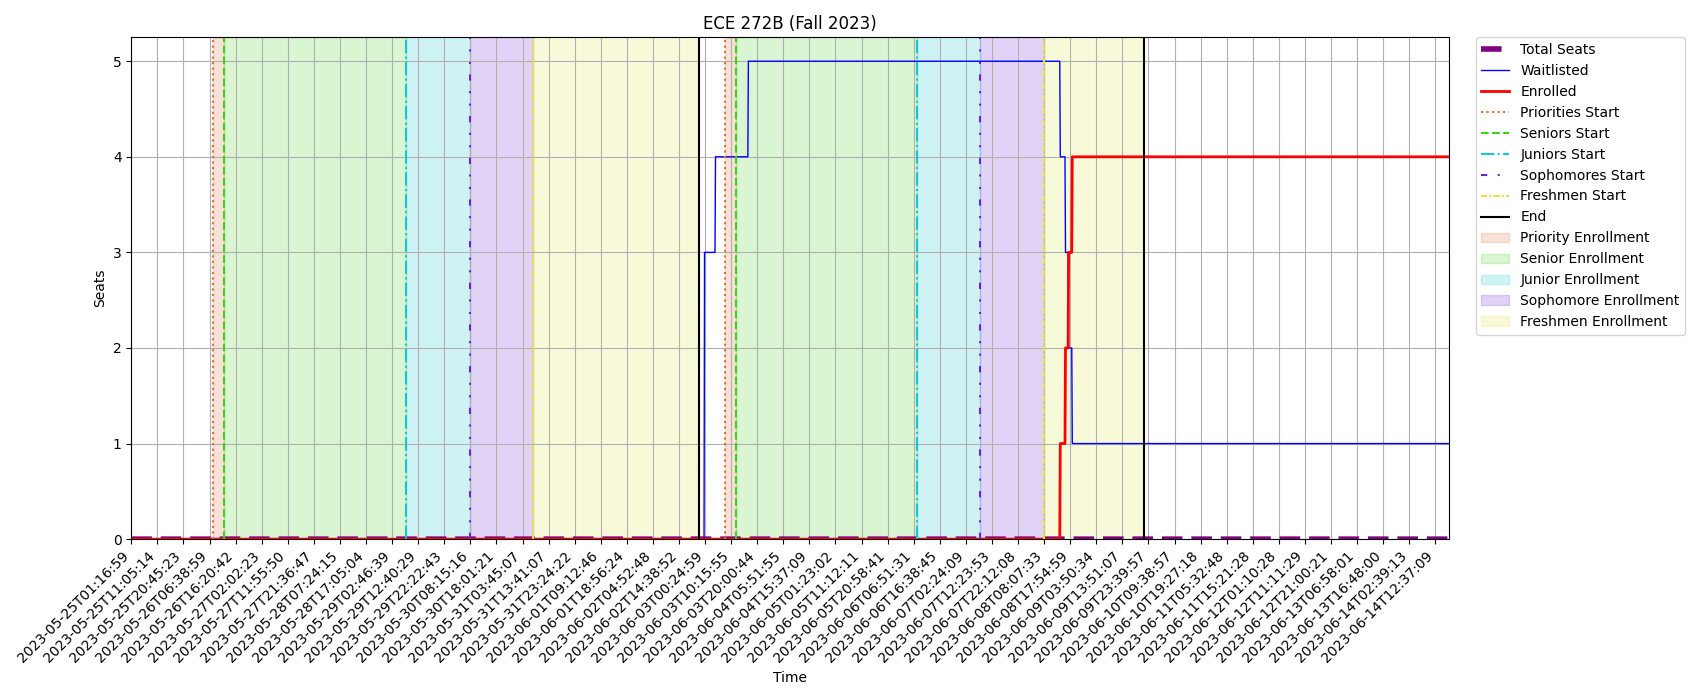 ECE 272B (Fall 2023)
Seats
5
4
3
2
1
0
2023-05-25T01:16:59
2023-05-25T11:05:14
2023-05-25T20:45:23
2023-05-26T06:38:59
2023-05-26T16:20:42
2023-05-27T02:02:23
2023-05-27T11:55:50
2023-05-27T21:36:47
2023-05-28T07:24:15
2023-05-28T17:05:04
2023-05-29T02:46:39
2023-05-29T12:40:29
2023-05-29T22:22:43
2023-05-30T08:15:16
2023-05-30T18:01:21
2023-05-31T03:45:07
2023-05-31T13:41:07
2023-05-31T23:24:22
2023-06-01T09:12:46
2023-06-01T18:56:24
2023-06-02T04:52:48
2023-06-02T14:38:52
2023-06-03T00:24:59
2023-06-03T10:15:55
2023-06-03T20:00:44
2023-06-04T05:51:55
2023-06-04T15:37:09
2023-06-05T01:23:02
2023-06-05T11:12:11
2023-06-05T20:58:41
2023-06-06T06:51:31
2023-06-06T16:38:45
2023-06-07T02:24:09
2023-06-07T12:23:53
2023-06-07T22:12:08
2023-06-08T08:07:33
2023-06-08T17:54:59
2023-06-09T03:50:34
2023-06-09T13:51:07
2023-06-09T23:39:57
2023-06-10T09:38:57
2023-06-10T19:27:18
2023-06-11T05:32:48
2023-06-11T15:21:28
2023-06-12T01:10:28
2023-06-12T11:11:29
2023-06-12T21:00:21
2023-06-13T06:58:01
2023-06-13T16:48:00
2023-06-14T02:39:13
2023-06-14T12:37:09
Time
Total Seats
Waitlisted
Enrolled
Priorities Start
Seniors Start
Juniors Start
Sophomores Start
Freshmen Start
End
Priority Enrollment
Senior Enrollment
Junior Enrollment
Sophomore Enrollment
Freshmen Enrollment